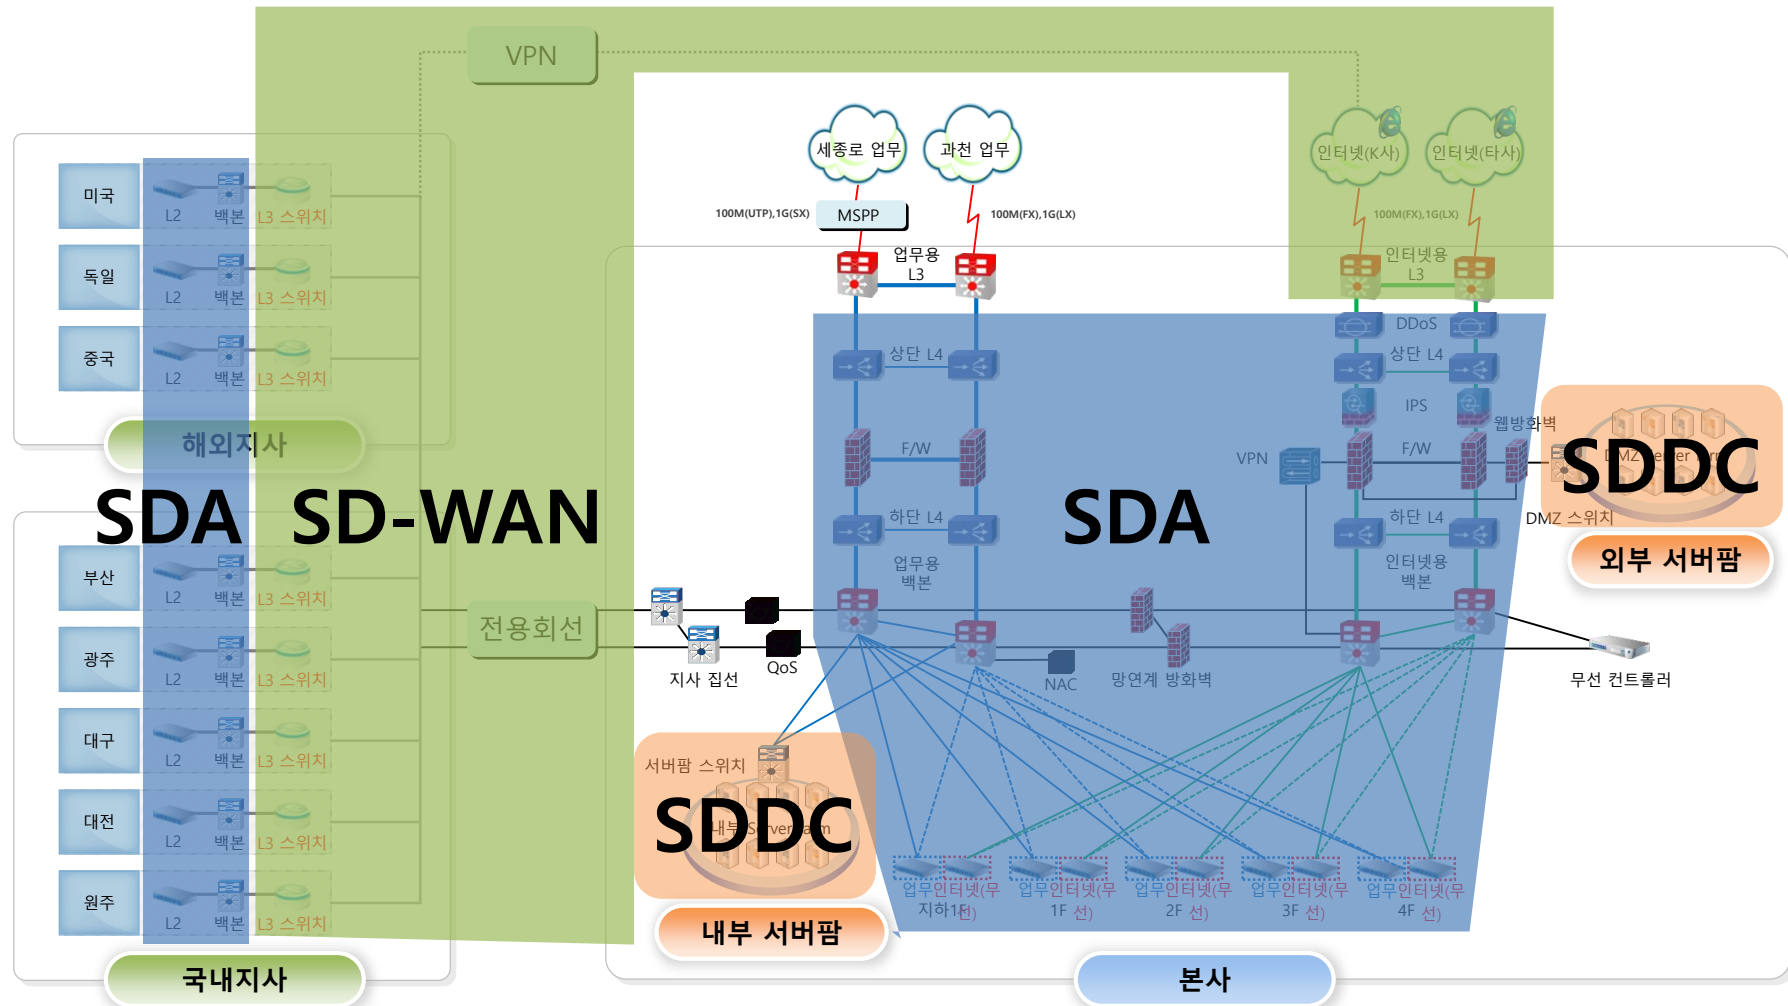 VPN
세종로 업무
과천 업무
인터넷(K사)
인터넷(타사)
100M(UTP),1G(SX)
MSPP
100M(FX),1G(LX)
100M(FX),1G(LX)
업무용
L3
인터넷용
L3
미국
L2
백본
L3 스위치
독일
L2
백본
L3 스위치
중국
L2
백본
L3 스위치
해외지사
DDoS
상단 L4
상단 L4
IPS
웹방화벽
F/W
VPN
F/W
DMZ Server Farm
SDDC
SDA
SD-WAN
SDA
하단 L4
하단 L4
DMZ 스위치
외부 서버팜
업무용
백본
인터넷용
백본
부산
L2
백본
L3 스위치
광주
L2
백본
L3 스위치
대구
L2
백본
L3 스위치
대전
L2
백본
L3 스위치
원주
L2
백본
L3 스위치
국내지사
전용회선
지사 집선
QoS
NAC
망연계 방화벽
무선 컨트롤러
서버팜 스위치
내부 Server Farm
SDDC
내부 서버팜
업무
인터넷(무선)
지하1F
업무
인터넷(무선)
1F
업무
인터넷(무선)
2F
업무
인터넷(무선)
3F
업무
인터넷(무선)
4F
본사